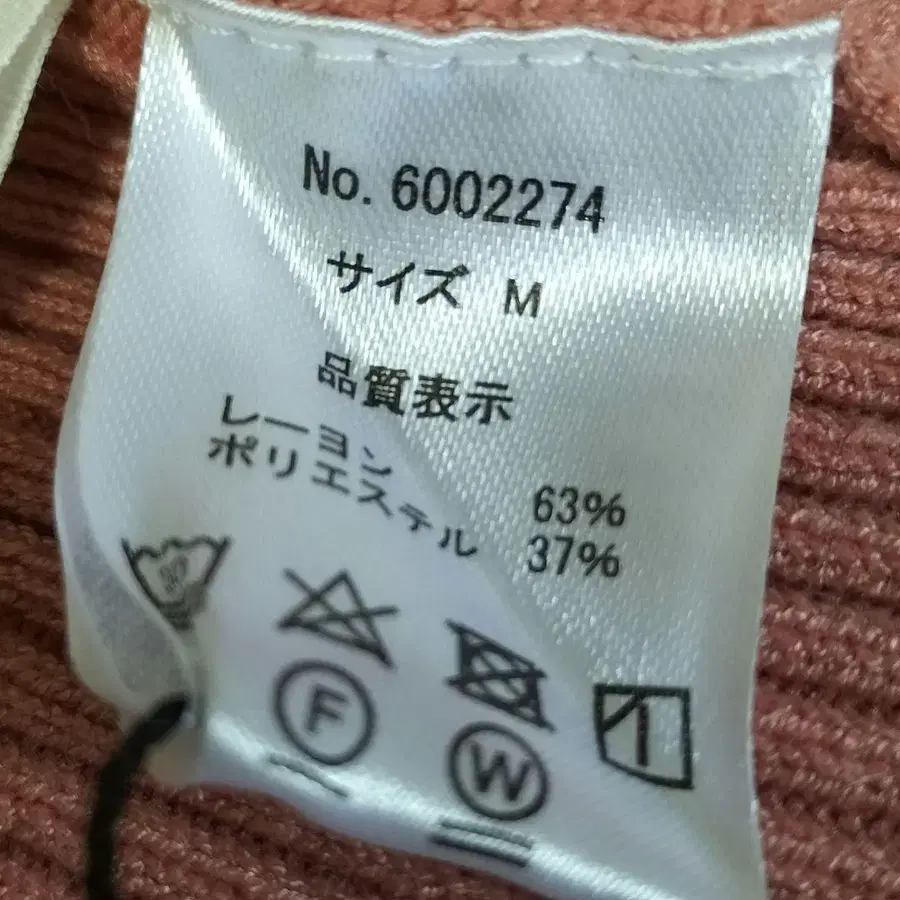 No. 6002274
サイズ M
品質表示
レーヨン 63%
ポリエステル 37%
F
W